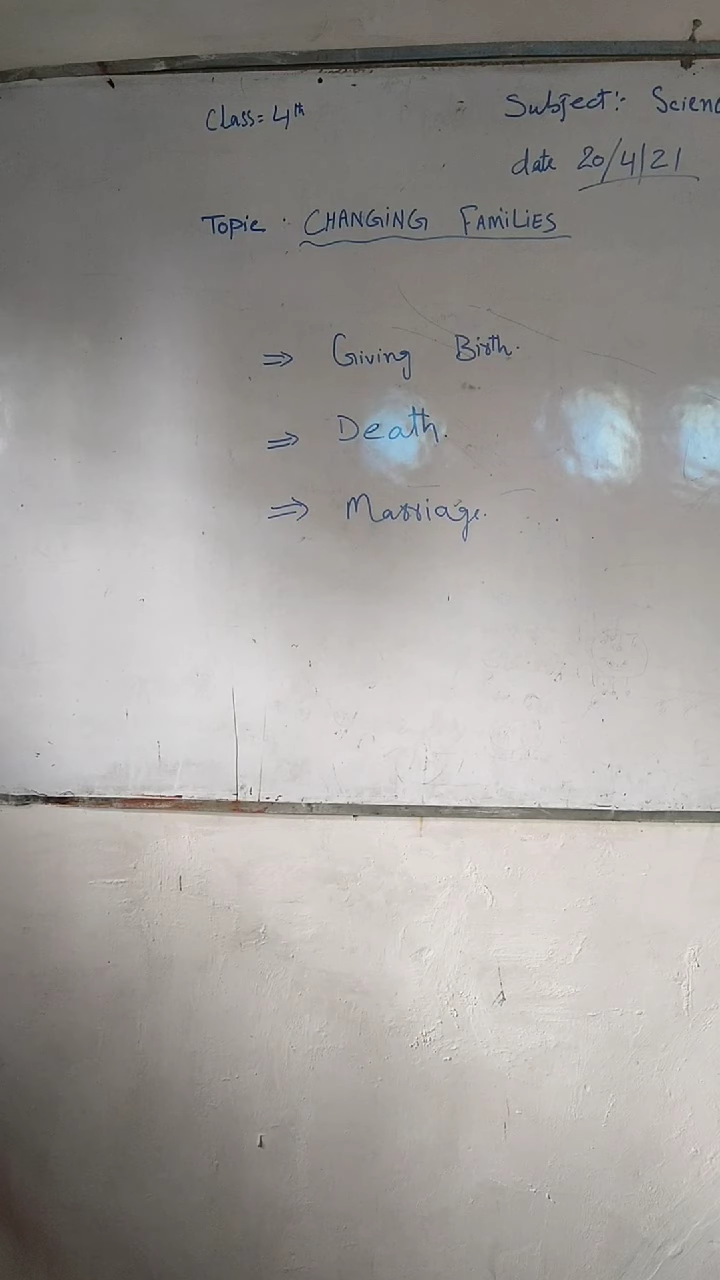 Class= 4th Subject:- Scienc
date 20/4/21
Topic : CHANGING FAMILIES
⇒ Giving Birth.
⇒ Death.
⇒ Marriage.